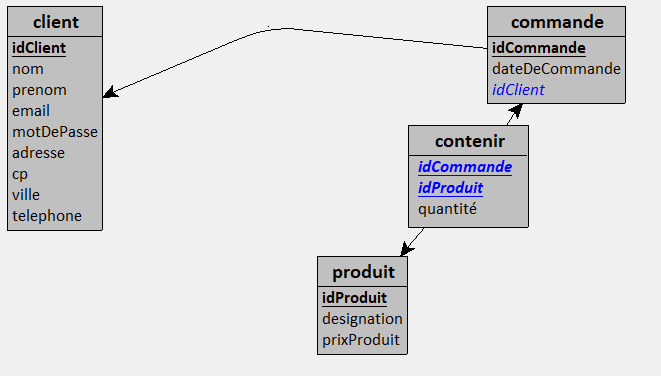 client
idClient
nom
prenom
email
motDePasse
adresse
cp
ville
telephone
commande
idCommande
dateDeCommande
idClient
contenir
idCommande
idProduit
quantité
produit
idProduit
designation
prixProduit